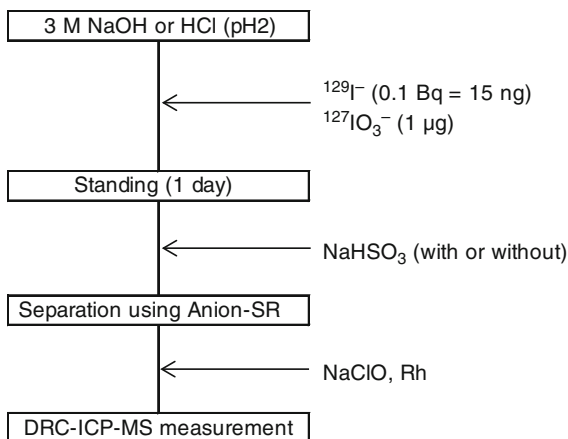 3 M NaOH or HCl (pH2)
¹²⁹I⁻ (0.1 Bq = 15 ng)
¹²⁷IO₃⁻ (1 µg)
Standing (1 day)
NaHSO₃ (with or without)
Separation using Anion-SR
NaClO, Rh
DRC-ICP-MS measurement